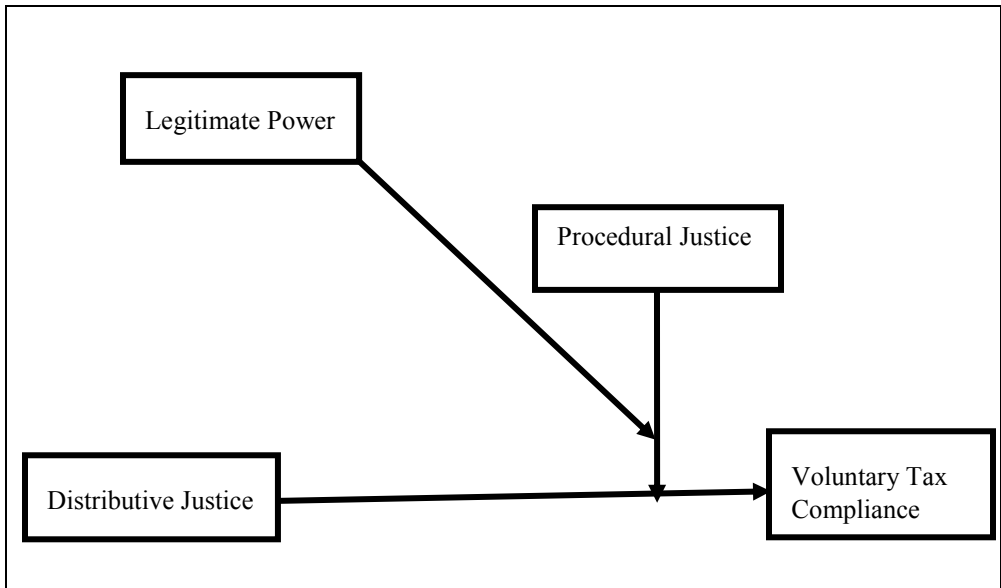 Legitimate Power
Procedural Justice
Distributive Justice
Voluntary Tax
Compliance